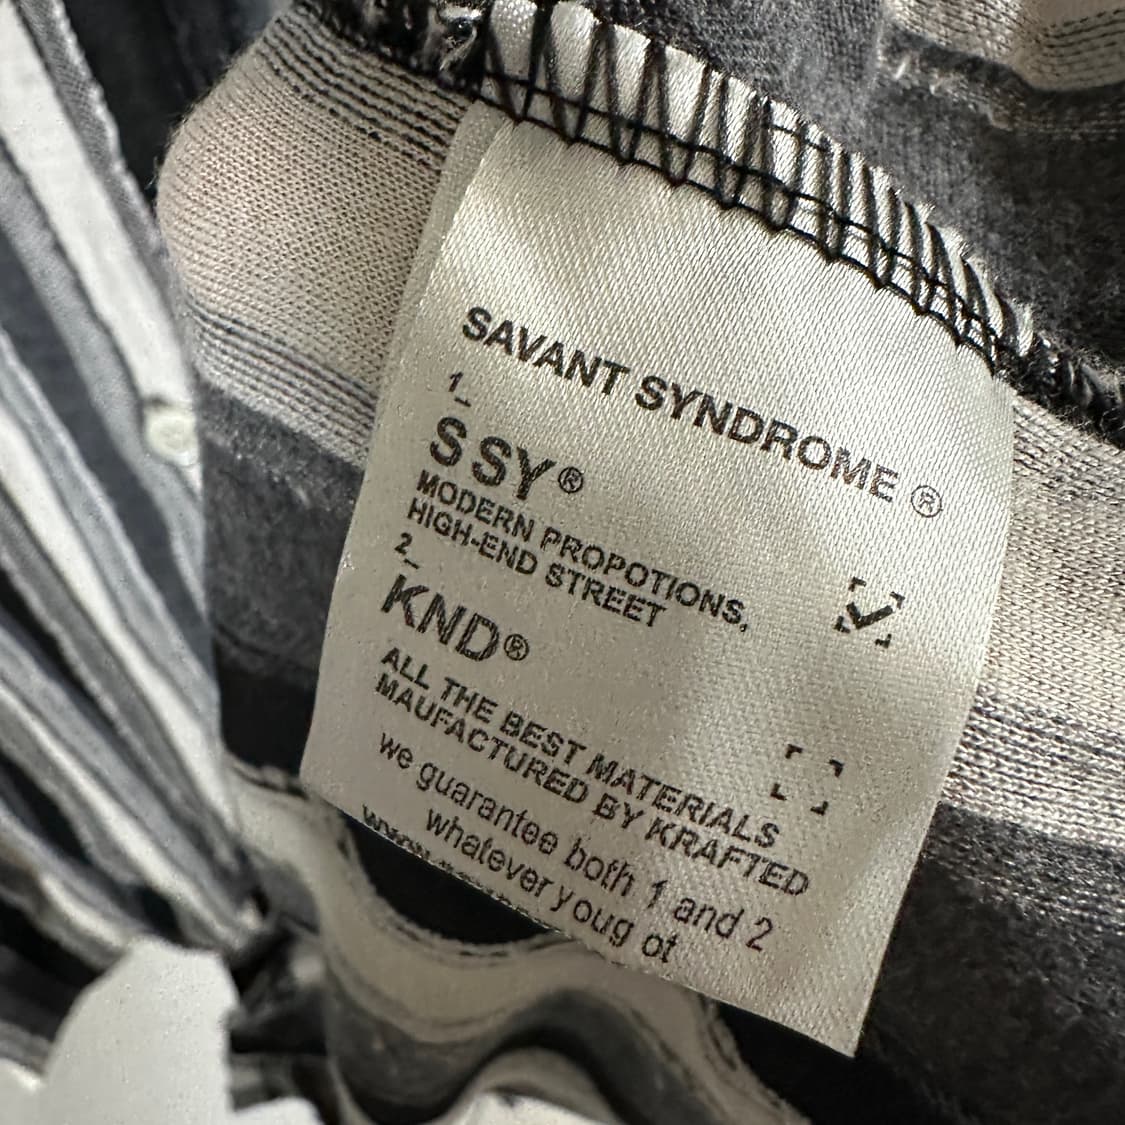 SAVANT SYNDROME ®
1_
SSY®
MODERN PROPOTIONS,
HIGH-END STREET
2_
KND®
ALL THE BEST MATERIALS
MAUFACTURED BY KRAFTED
we guarantee both 1 and 2
whatever youg ot